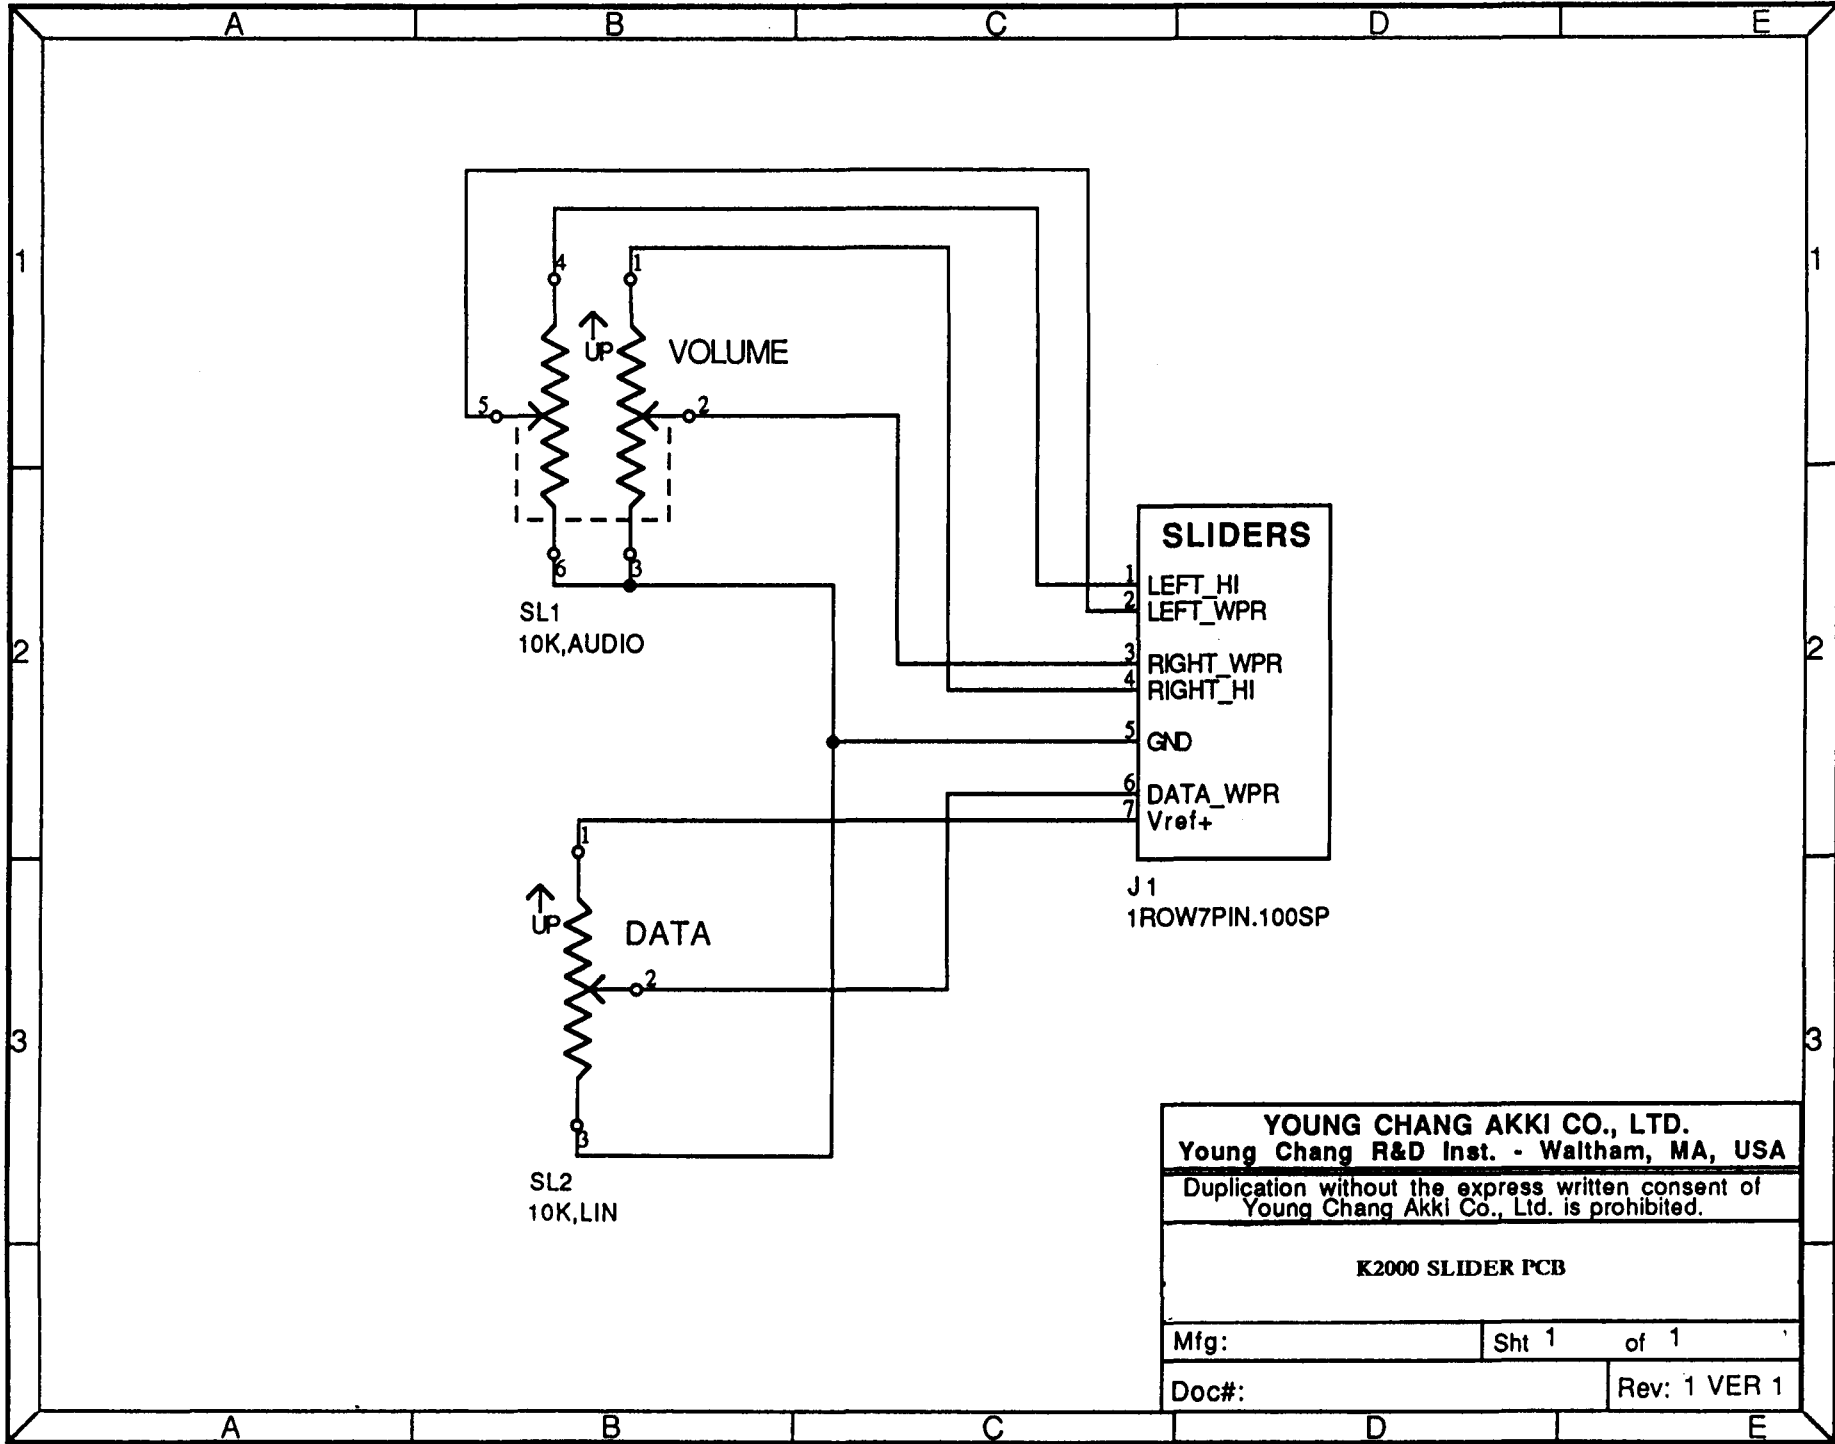 A B C D E
1 1
4 1
UP VOLUME
5 2
6 3
SL1
10K,AUDIO
SLIDERS
1 LEFT_HI
2 LEFT_WPR
3 RIGHT_WPR
4 RIGHT_HI
5 GND
6 DATA_WPR
7 Vref+
J1
1ROW7PIN.100SP
2 2
1
UP DATA
2
3
SL2
10K,LIN
3 3
YOUNG CHANG AKKI CO., LTD.
Young Chang R&D Inst. - Waltham, MA, USA
Duplication without the express written consent of
Young Chang Akki Co., Ltd. is prohibited.
K2000 SLIDER PCB
Mfg:
Sht 1 of 1
Doc#:
Rev: 1 VER 1
A B C D E